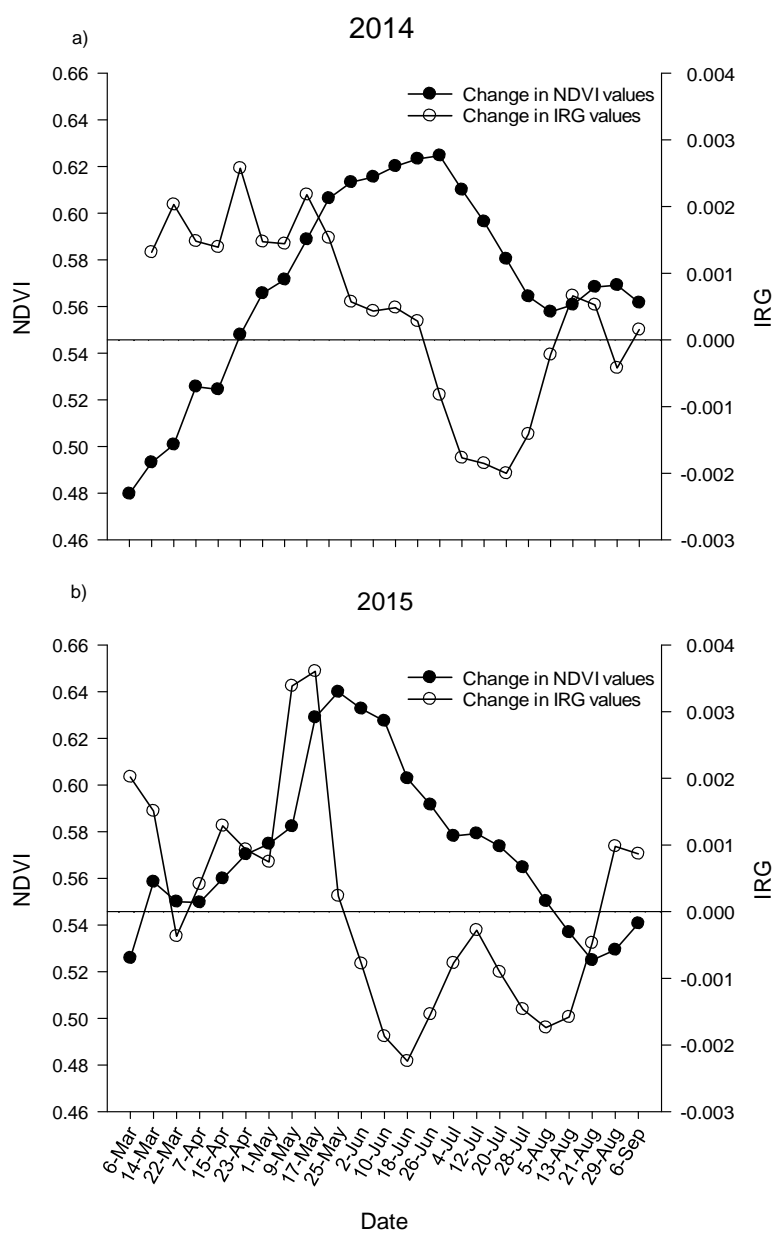 2014
a)
0.66
0.64
0.62
0.60
0.58
0.56
0.54
0.52
0.50
0.48
0.46
NDVI
Change in NDVI values
Change in IRG values
0.004
0.003
0.002
0.001
0.000
-0.001
-0.002
-0.003
IRG
b)
2015
0.66
0.64
0.62
0.60
0.58
0.56
0.54
0.52
0.50
0.48
0.46
NDVI
Change in NDVI values
Change in IRG values
0.004
0.003
0.002
0.001
0.000
-0.001
-0.002
-0.003
IRG
6-Mar
14-Mar
22-Mar
7-Apr
15-Apr
23-Apr
1-May
9-May
17-May
25-May
2-Jun
10-Jun
18-Jun
26-Jun
4-Jul
12-Jul
20-Jul
28-Jul
5-Aug
13-Aug
21-Aug
29-Aug
6-Sep
Date